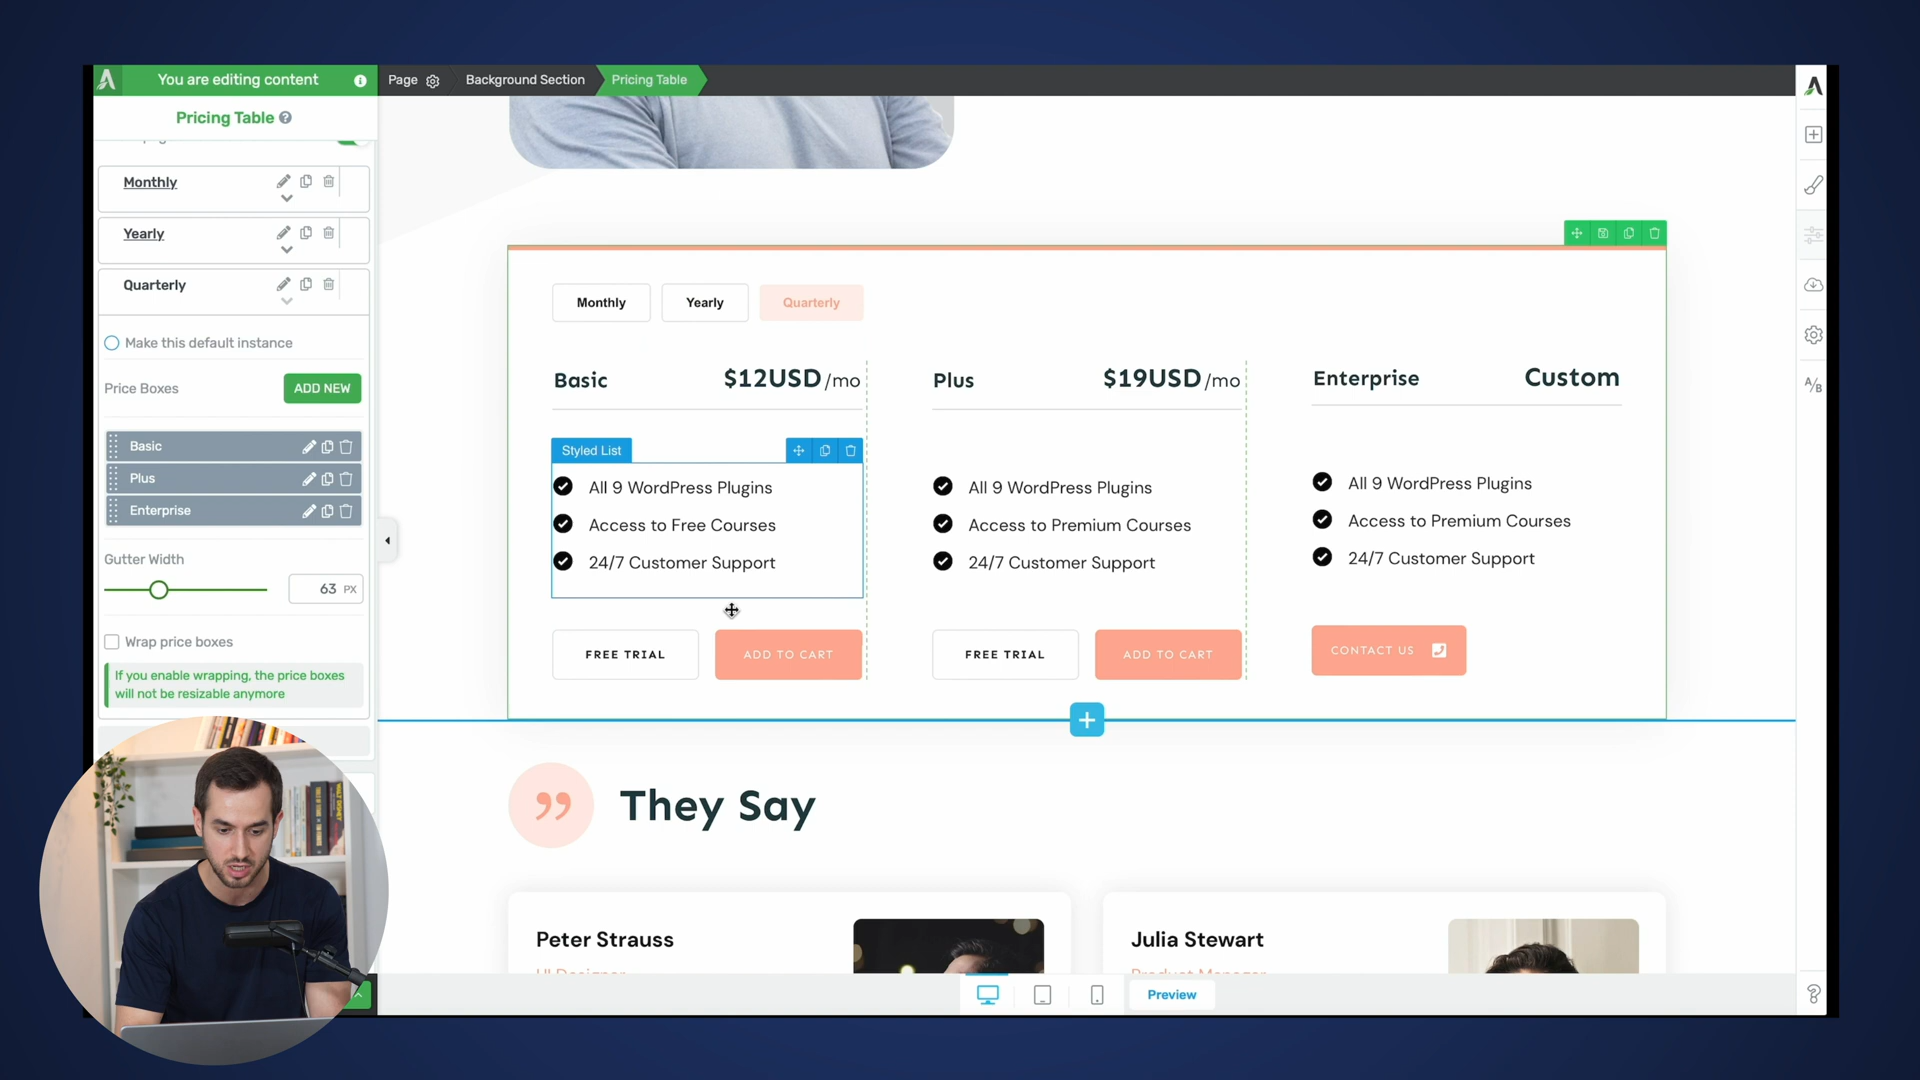 You are editing content
Page
Background Section
Pricing Table
Pricing Table
Monthly
Yearly
Quarterly
Make this default instance
Price Boxes
ADD NEW
Basic
Plus
Enterprise
Gutter Width
63 PX
Wrap price boxes
If you enable wrapping, the price boxes
will not be resizable anymore
Monthly
Yearly
Quarterly
Basic
$12USD/mo
Plus
$19USD/mo
Enterprise
Custom
Styled List
All 9 WordPress Plugins
Access to Free Courses
24/7 Customer Support
All 9 WordPress Plugins
Access to Premium Courses
24/7 Customer Support
All 9 WordPress Plugins
Access to Premium Courses
24/7 Customer Support
FREE TRIAL
ADD TO CART
FREE TRIAL
ADD TO CART
CONTACT US
They Say
Peter Strauss
UI Designer
Julia Stewart
Product Manager
Preview
A/B